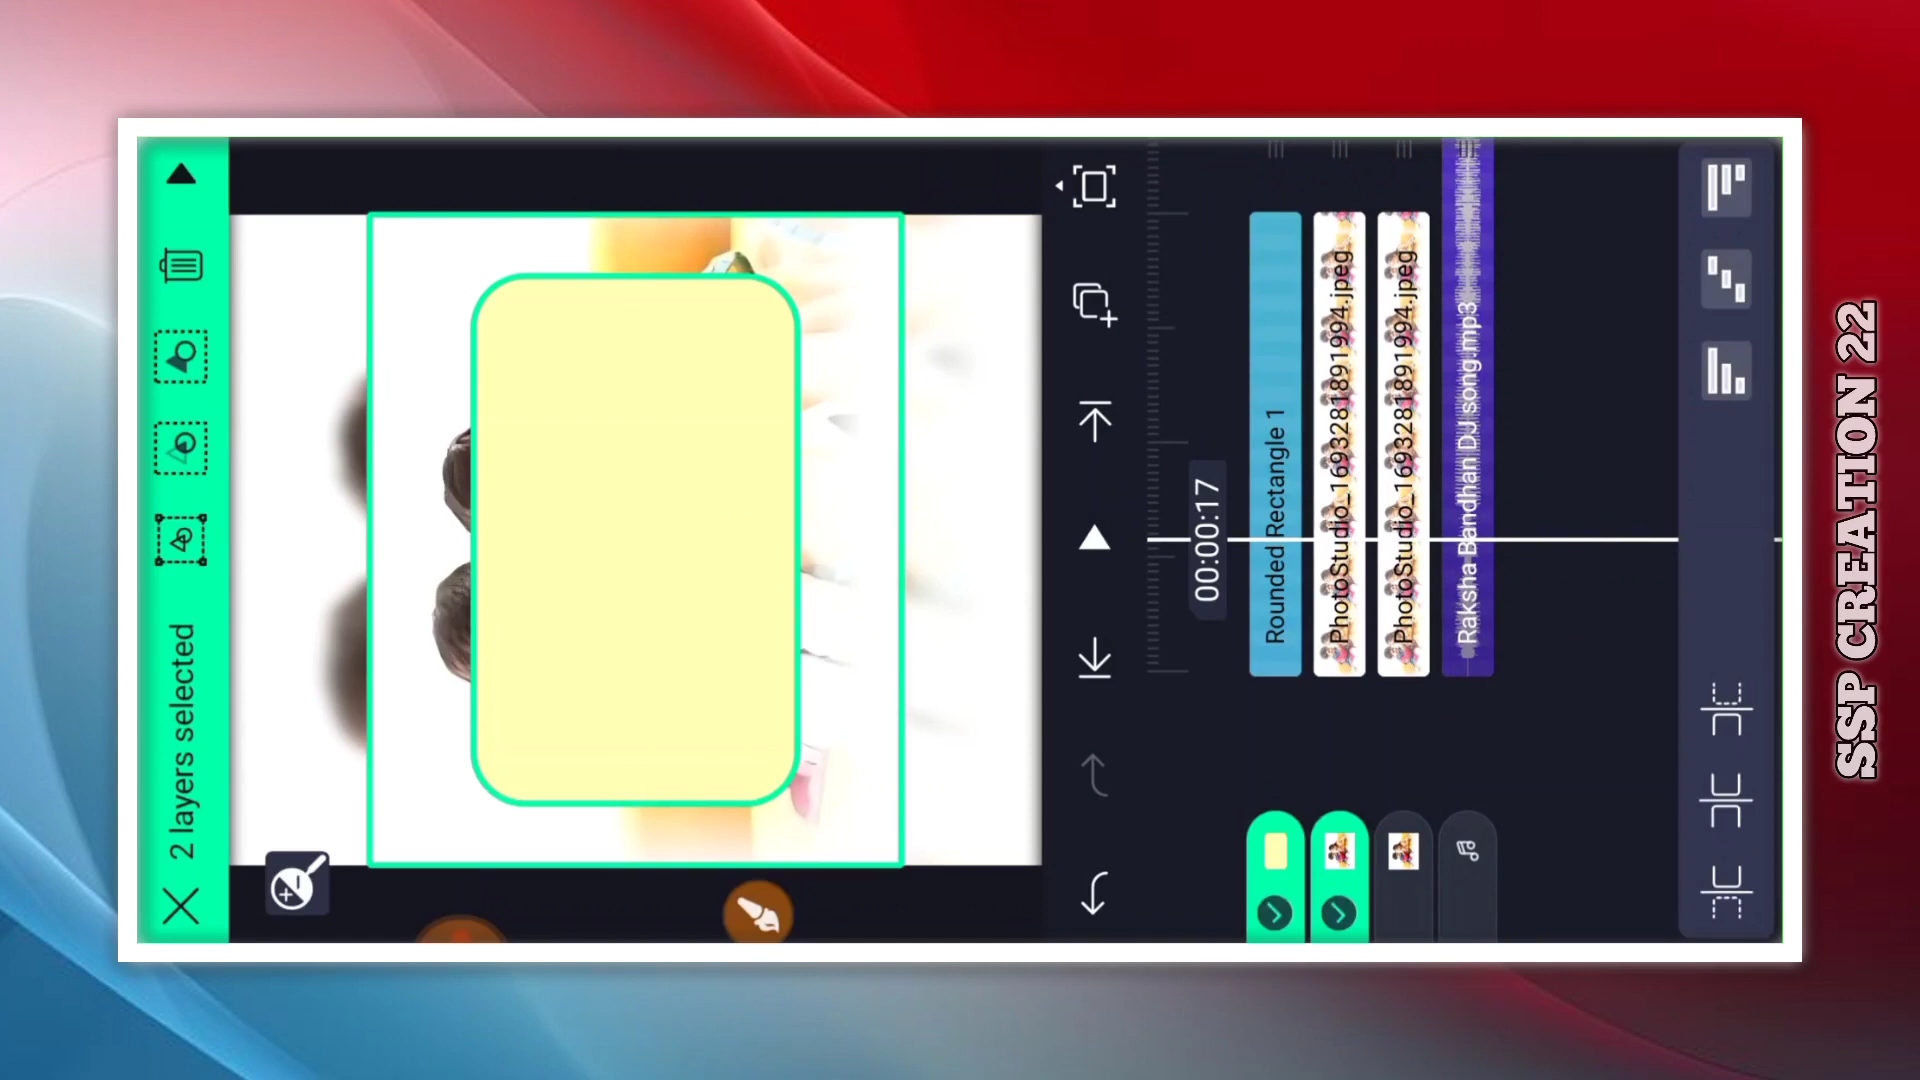 2 layers selected
00:00:17
Rounded Rectangle 1
PhotoStudio_1693281891994.jpeg
PhotoStudio_1693281891994.jpeg
Raksha Bandhan DJ song.mp3
SSP CREATION 22